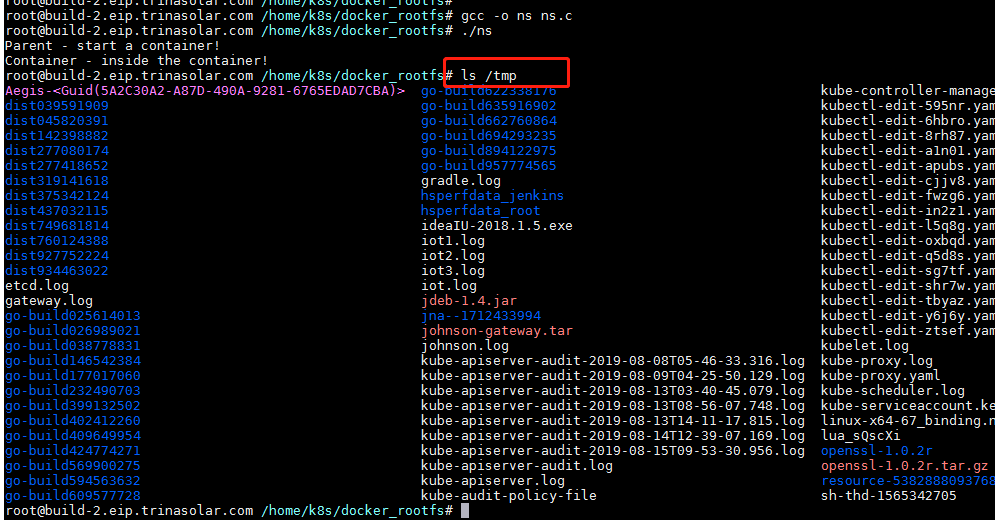 root@build-2.eip.trinasolar.com /home/k8s/docker_rootfs#
root@build-2.eip.trinasolar.com /home/k8s/docker_rootfs# gcc -o ns ns.c
root@build-2.eip.trinasolar.com /home/k8s/docker_rootfs# ./ns
Parent - start a container!
Container - inside the container!
root@build-2.eip.trinasolar.com /home/k8s/docker_rootfs# ls /tmp
Aegis-<Guid(5A2C30A2-A87D-490A-9281-6765EDAD7CBA)> go-build622338176 kube-controller-manage
dist039591909 go-build635916902 kubectl-edit-595nr.yam
dist045820391 go-build662760864 kubectl-edit-6hbro.yam
dist142398882 go-build694293235 kubectl-edit-8rh87.yam
dist277080174 go-build894122975 kubectl-edit-a1n01.yam
dist277418652 go-build957774565 kubectl-edit-apubs.yam
dist319141618 gradle.log kubectl-edit-cjjv8.yam
dist375342124 hsperfdata_jenkins kubectl-edit-fwzg6.yam
dist437032115 hsperfdata_root kubectl-edit-in2z1.yam
dist749681814 ideaIU-2018.1.5.exe kubectl-edit-l5q8g.yam
dist760124388 iot1.log kubectl-edit-oxbqd.yam
dist927752224 iot2.log kubectl-edit-q5d8s.yam
dist934463022 iot3.log kubectl-edit-sg7tf.yam
etcd.log iot.log kubectl-edit-shr7w.yam
gateway.log jdeb-1.4.jar kubectl-edit-tbyaz.yam
go-build025614013 jna--1712433994 kubectl-edit-y6j6y.yam
go-build026989021 johnson-gateway.tar kubectl-edit-ztsef.yam
go-build038778831 johnson.log kubelet.log
go-build146542384 kube-apiserver-audit-2019-08-08T05-46-33.316.log kube-proxy.log
go-build177017060 kube-apiserver-audit-2019-08-09T04-25-50.129.log kube-proxy.yaml
go-build232490703 kube-apiserver-audit-2019-08-13T03-40-45.079.log kube-scheduler.log
go-build399132502 kube-apiserver-audit-2019-08-13T08-56-07.748.log kube-serviceaccount.ke
go-build402412260 kube-apiserver-audit-2019-08-13T14-11-17.815.log linux-x64-67_binding.n
go-build409649954 kube-apiserver-audit-2019-08-14T12-39-07.169.log lua_sQscXi
go-build424774271 kube-apiserver-audit-2019-08-15T09-53-30.956.log openssl-1.0.2r
go-build569900275 kube-apiserver-audit.log openssl-1.0.2r.tar.gz
go-build594563632 kube-apiserver.log resource-5382888093768
go-build609577728 kube-audit-policy-file sh-thd-1565342705
root@build-2.eip.trinasolar.com /home/k8s/docker_rootfs#